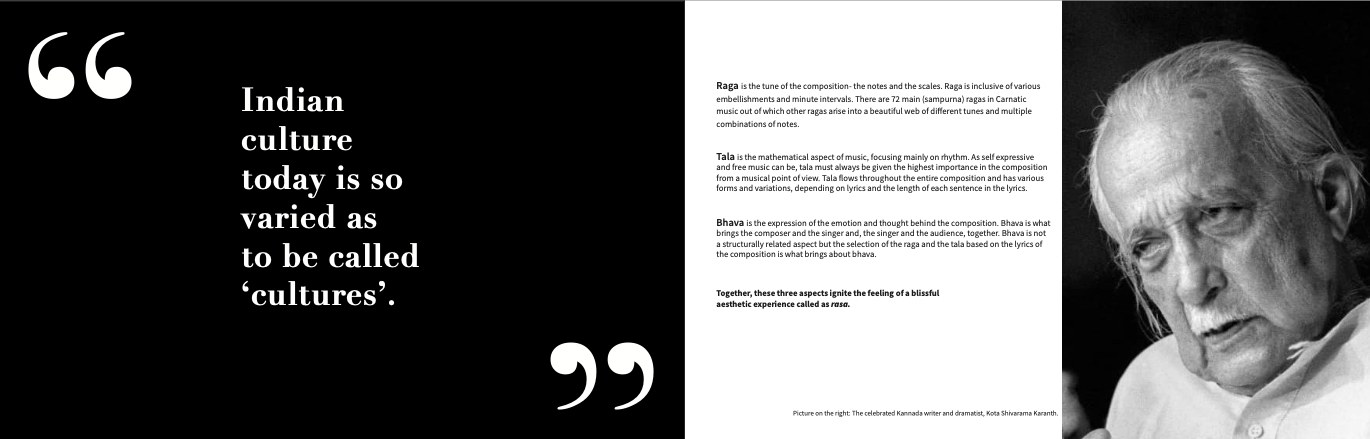 “
Indian
culture
today is so
varied as
to be called
‘cultures’.
”
Raga is the tune of the composition- the notes and the scales. Raga is inclusive of various
embellishments and minute intervals. There are 72 main (sampurna) ragas in Carnatic
music out of which other ragas arise into a beautiful web of different tunes and multiple
combinations of notes.
Tala is the mathematical aspect of music, focusing mainly on rhythm. As self expressive
and free music can be, tala must always be given the highest importance in the composition
from a musical point of view. Tala flows throughout the entire composition and has various
forms and variations, depending on lyrics and the length of each sentence in the lyrics.
Bhava is the expression of the emotion and thought behind the composition. Bhava is what
brings the composer and the singer and, the singer and the audience, together. Bhava is not
a structurally related aspect but the selection of the raga and the tala based on the lyrics of
the composition is what brings about bhava.
Together, these three aspects ignite the feeling of a blissful
aesthetic experience called as rasa.
Picture on the right: The celebrated Kannada writer and dramatist, Kota Shivarama Karanth.